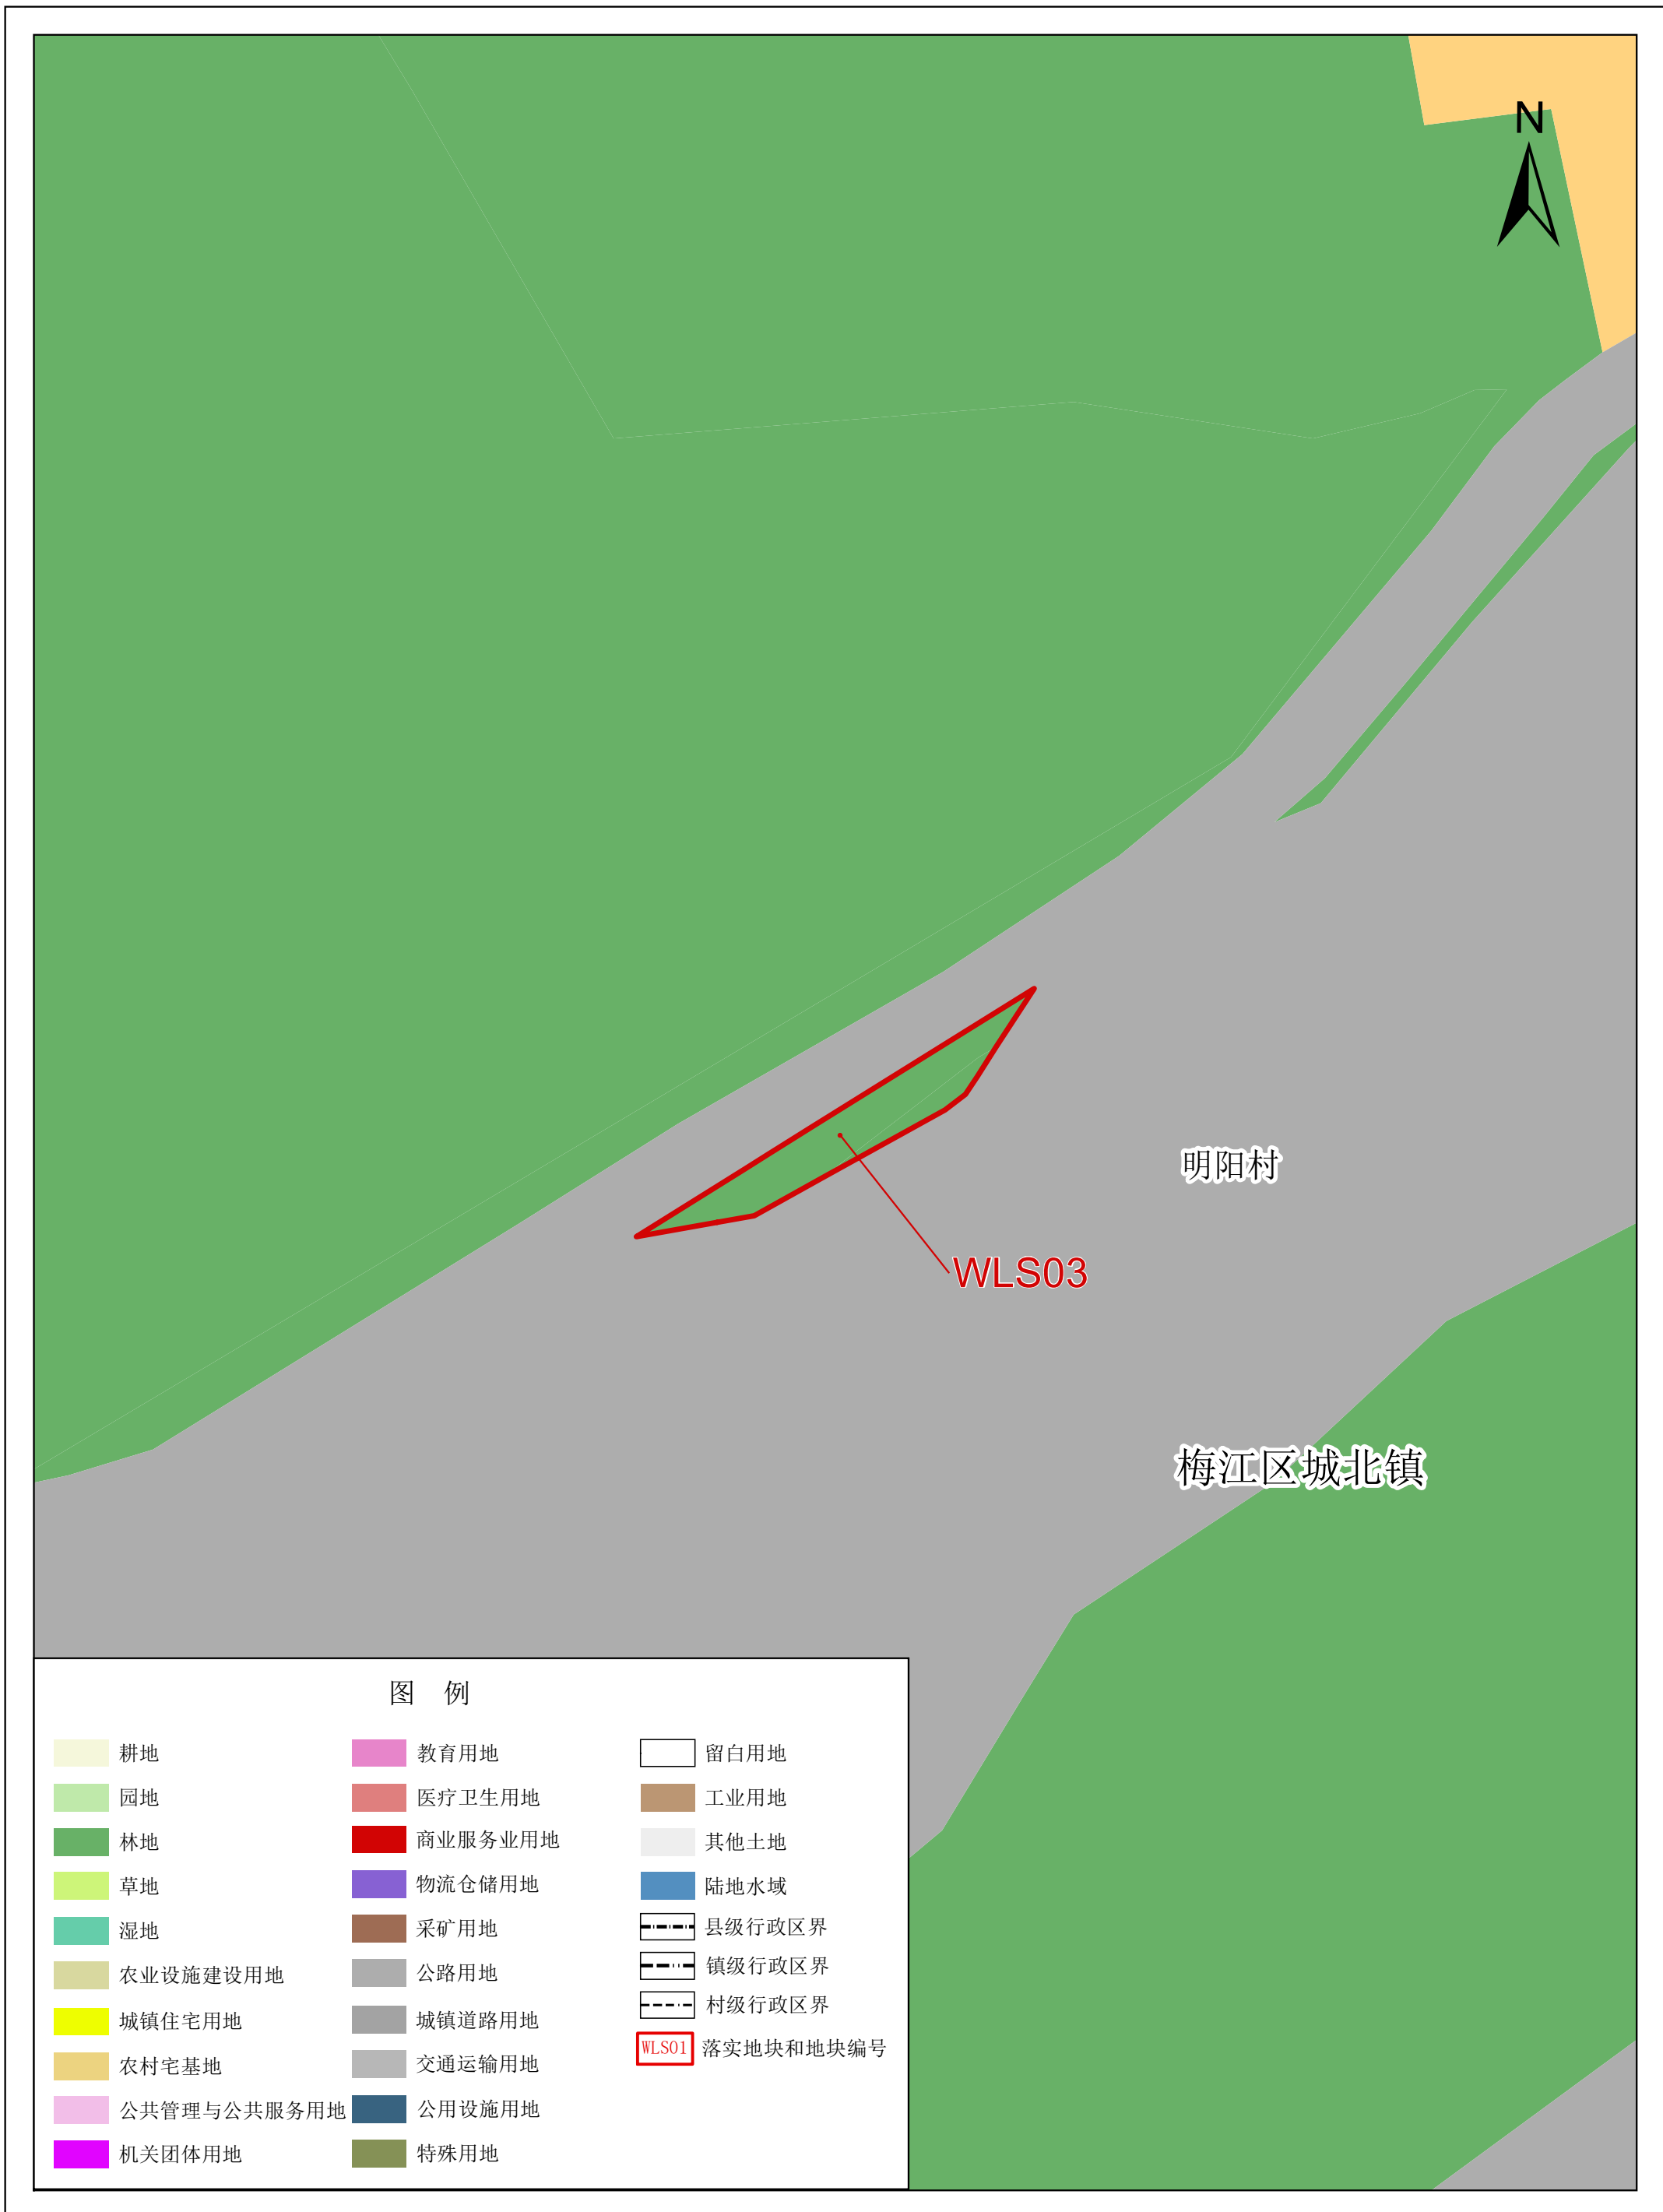 N
明阳村
WLS03
梅江区城北镇
图 例
耕地
园地
林地
草地
湿地
农业设施建设用地
城镇住宅用地
农村宅基地
公共管理与公共服务用地
机关团体用地
教育用地
医疗卫生用地
商业服务业用地
物流仓储用地
采矿用地
公路用地
城镇道路用地
交通运输用地
公用设施用地
特殊用地
留白用地
工业用地
其他土地
陆地水域
县级行政区界
镇级行政区界
村级行政区界
WLS01 落实地块和地块编号